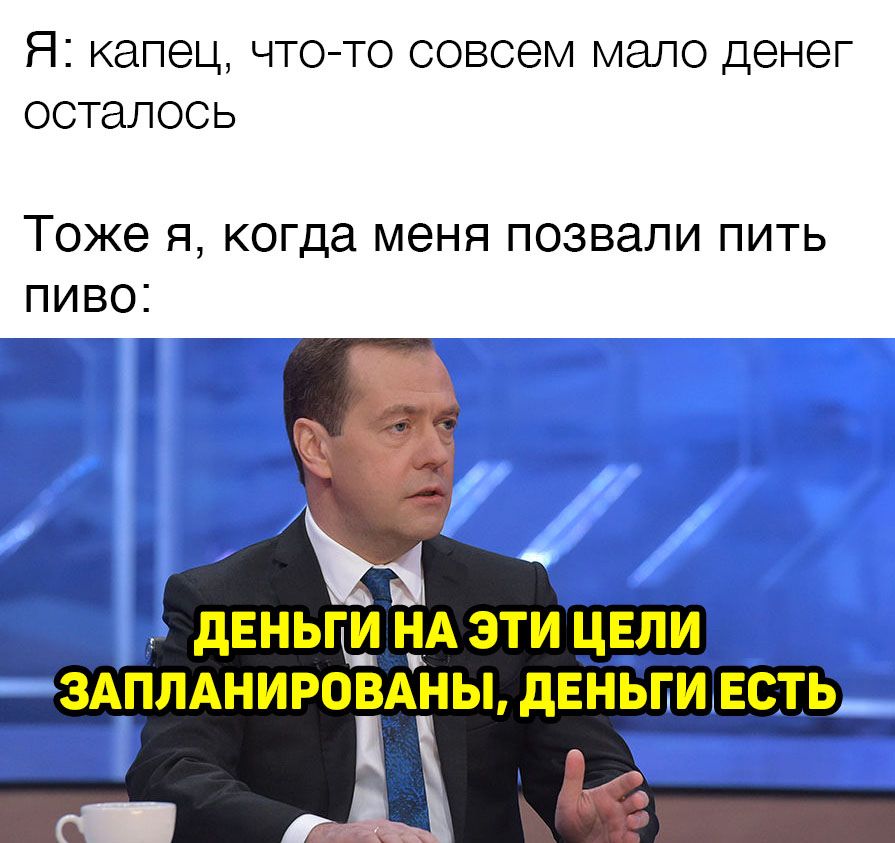 Я: капец, что-то совсем мало денег
осталось
Тоже я, когда меня позвали пить
пиво:
ДЕНЬГИ НА ЭТИ ЦЕЛИ
ЗАПЛАНИРОВАНЫ, ДЕНЬГИ ЕСТЬ